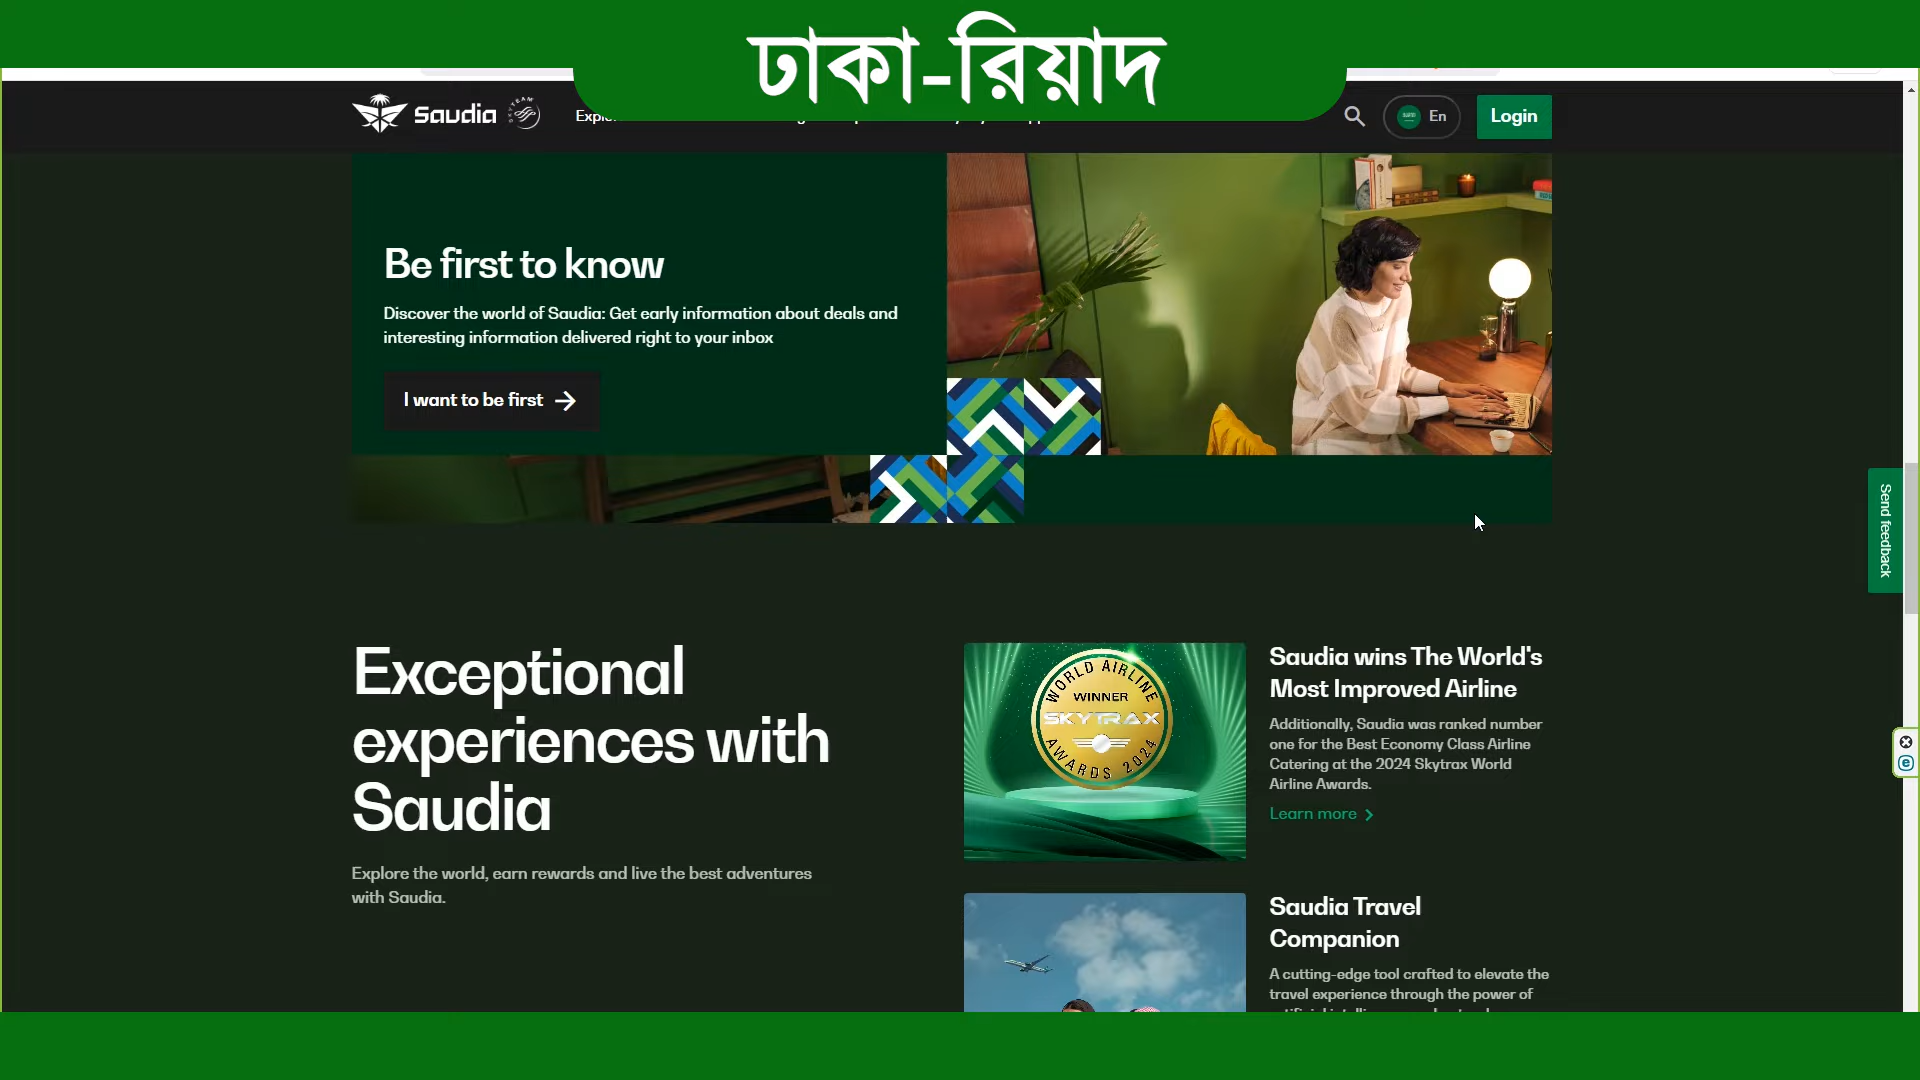 ঢাকা-রিয়াদ
Saudia
SKYTEAM
En
Login
Be first to know
Discover the world of Saudia: Get early information about deals and
interesting information delivered right to your inbox
I want to be first
Send feedback
Exceptional
experiences with
Saudia
Explore the world, earn rewards and live the best adventures
with Saudia.
WORLD AIRLINE
WINNER
SKYTRAX
AWARDS 2024
Saudia wins The World's
Most Improved Airline
Additionally, Saudia was ranked number
one for the Best Economy Class Airline
Catering at the 2024 Skytrax World
Airline Awards.
Learn more
Saudia Travel
Companion
A cutting-edge tool crafted to elevate the
travel experience through the power of